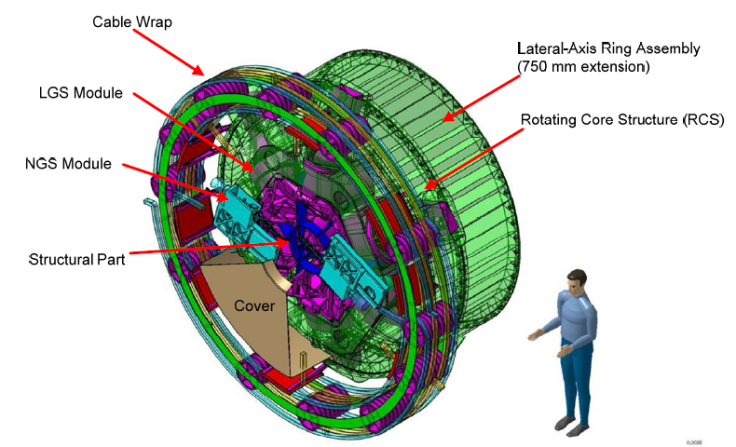 Cable Wrap
Lateral-Axis Ring Assembly
(750 mm extension)
LGS Module
Rotating Core Structure (RCS)
NGS Module
Structural Part
Cover